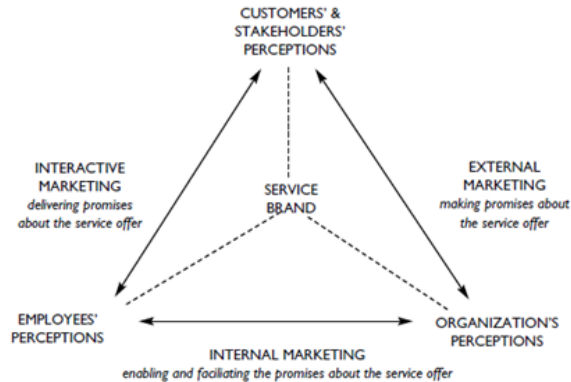 CUSTOMERS' &
STAKEHOLDERS'
PERCEPTIONS
INTERACTIVE
MARKETING
delivering promises
about the service offer
EXTERNAL
MARKETING
making promises about
the service offer
SERVICE
BRAND
EMPLOYEES'
PERCEPTIONS
ORGANIZATION'S
PERCEPTIONS
INTERNAL MARKETING
enabling and faciliating the promises about the service offer